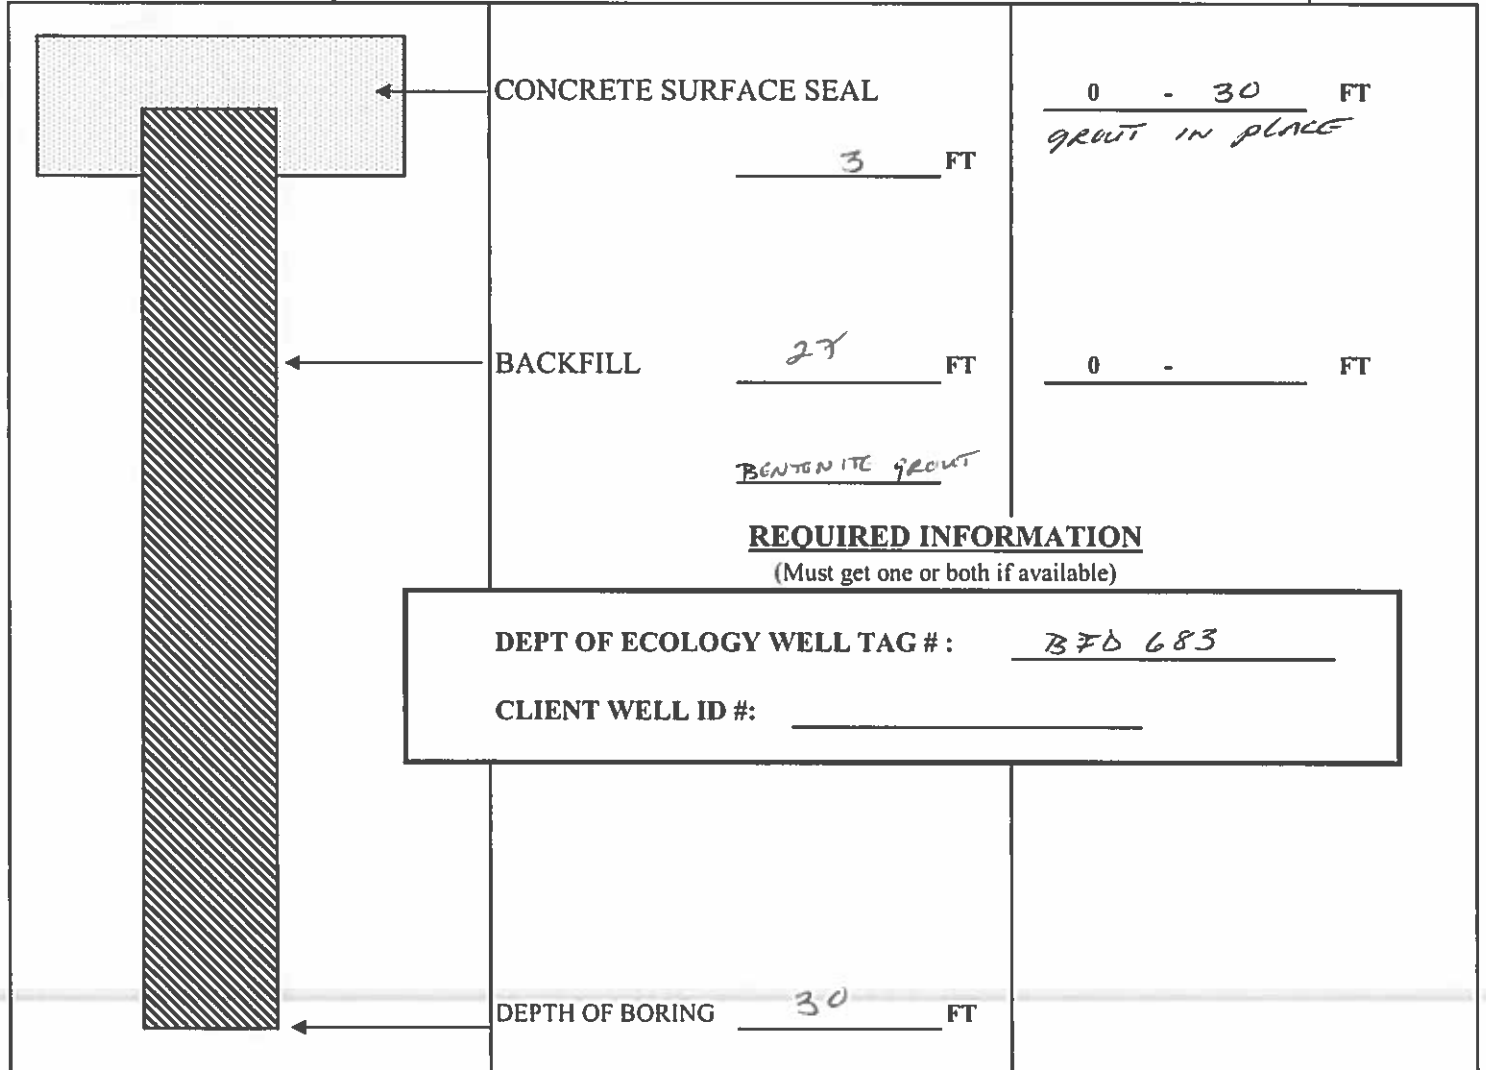 CONCRETE SURFACE SEAL
0 - 30 FT
GROUT IN PLACE
3 FT
BACKFILL 27 FT
0 - FT
BENTONITE GROUT
REQUIRED INFORMATION
(Must get one or both if available)
DEPT OF ECOLOGY WELL TAG # : BFD 683
CLIENT WELL ID #:
DEPTH OF BORING 30 FT